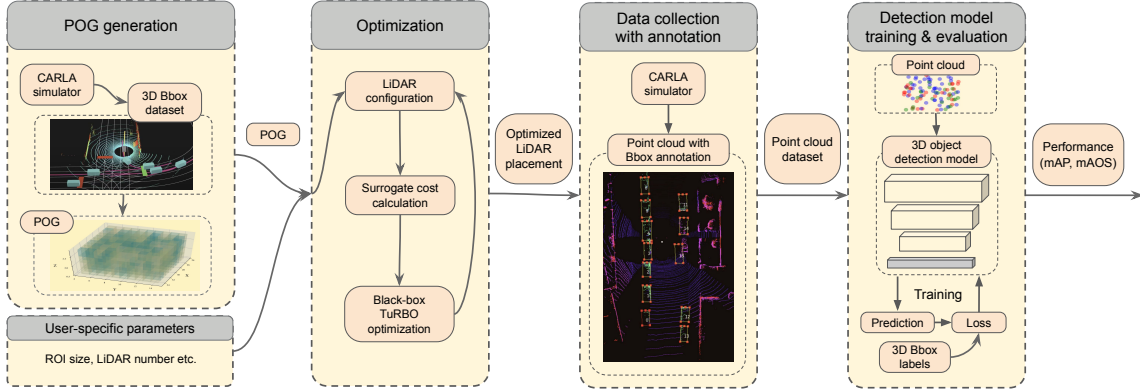 POG generation
CARLA
simulator
3D Bbox
dataset
POG
User-specific parameters
ROI size, LiDAR number etc.
POG
Optimization
LiDAR
configuration
Surrogate cost
calculation
Black-box
TuRBO
optimization
Optimized
LiDAR
placement
Data collection
with annotation
CARLA
simulator
Point cloud with
Bbox annotation
Point cloud
dataset
Detection model
training & evaluation
Point cloud
3D object
detection model
Training
Prediction
Loss
3D Bbox
labels
Performance
(mAP, mAOS)